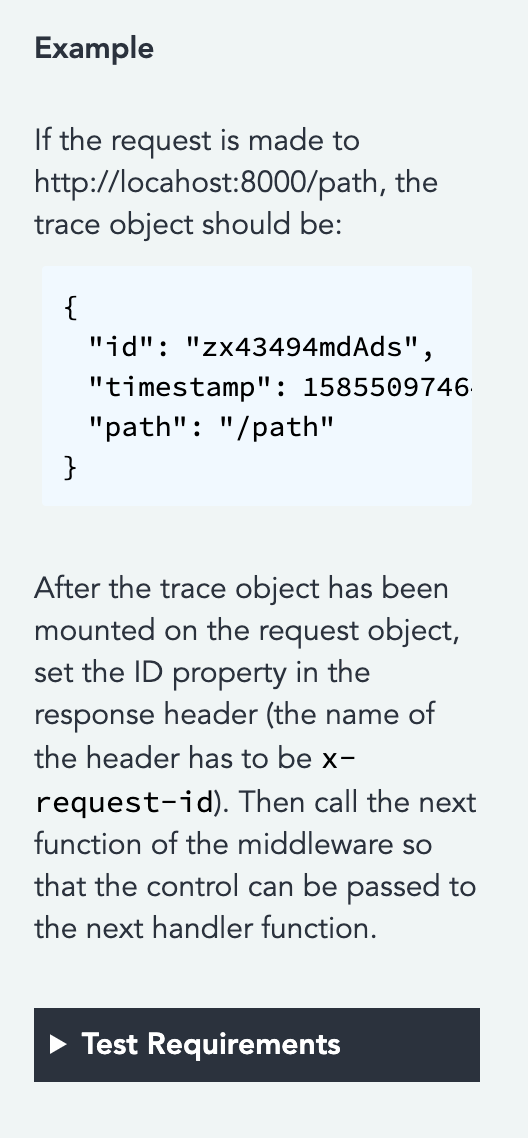 Example
If the request is made to
http://locahost:8000/path, the
trace object should be:
{
"id": "zx43494mdAds",
"timestamp": 1585509746
"path": "/path"
}
After the trace object has been
mounted on the request object,
set the ID property in the
response header (the name of
the header has to be x-
request-id). Then call the next
function of the middleware so
that the control can be passed to
the next handler function.
Test Requirements